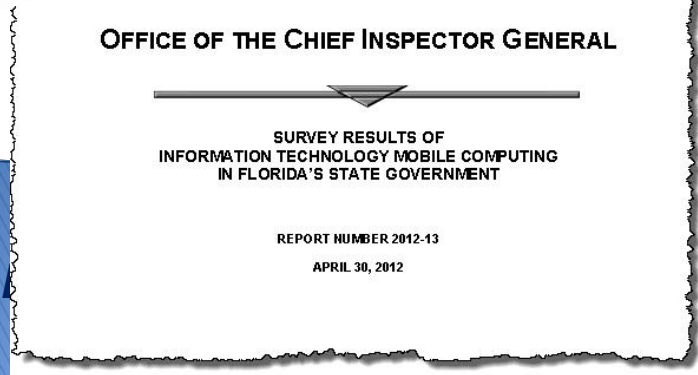 OFFICE OF THE CHIEF INSPECTOR GENERAL
SURVEY RESULTS OF
INFORMATION TECHNOLOGY MOBILE COMPUTING
IN FLORIDA'S STATE GOVERNMENT
REPORT NUMBER 2012-13
APRIL 30, 2012